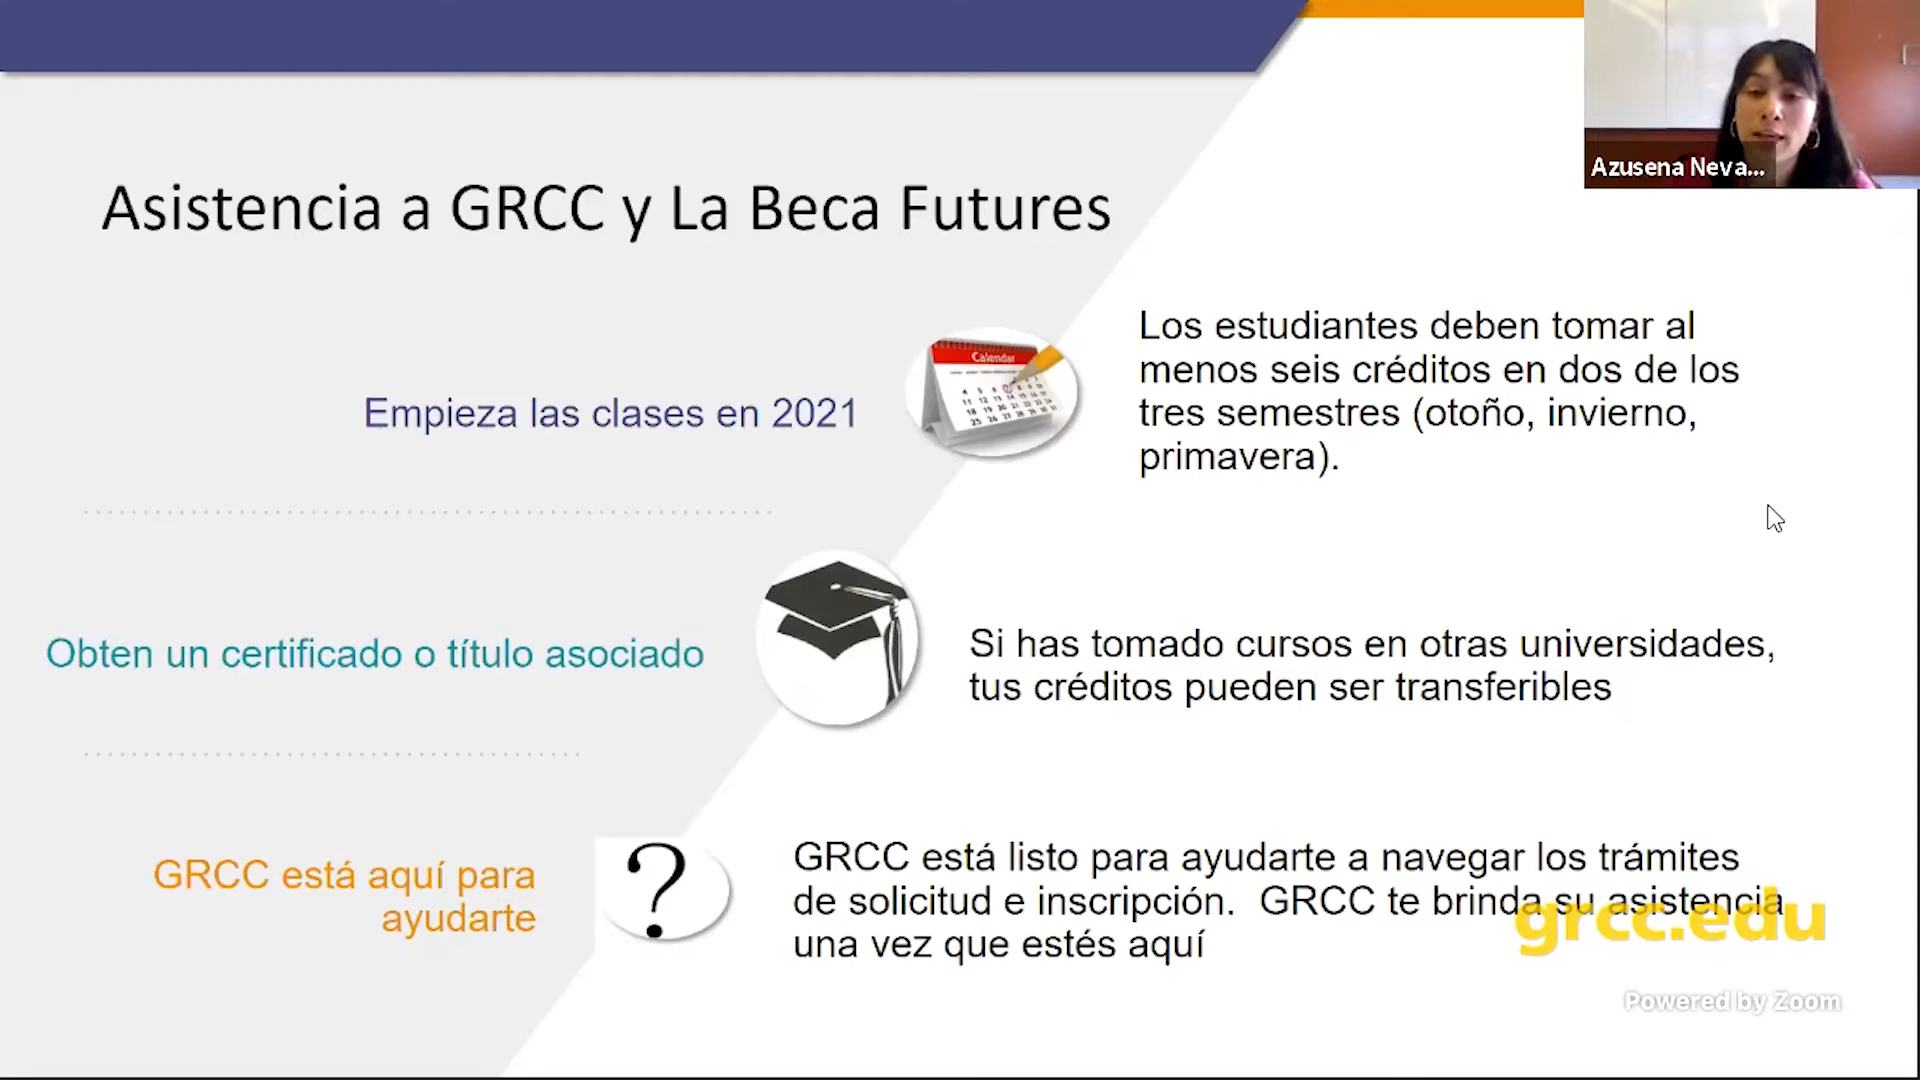 Azusena Neva...
Asistencia a GRCC y La Beca Futures
Empieza las clases en 2021
Calendar
Los estudiantes deben tomar al
menos seis créditos en dos de los
tres semestres (otoño, invierno,
primavera).
Obten un certificado o título asociado
Si has tomado cursos en otras universidades,
tus créditos pueden ser transferibles
GRCC está aquí para
ayudarte
?
GRCC está listo para ayudarte a navegar los trámites
de solicitud e inscripción.  GRCC te brinda su asistencia
una vez que estés aquí
grcc.edu
Powered by Zoom